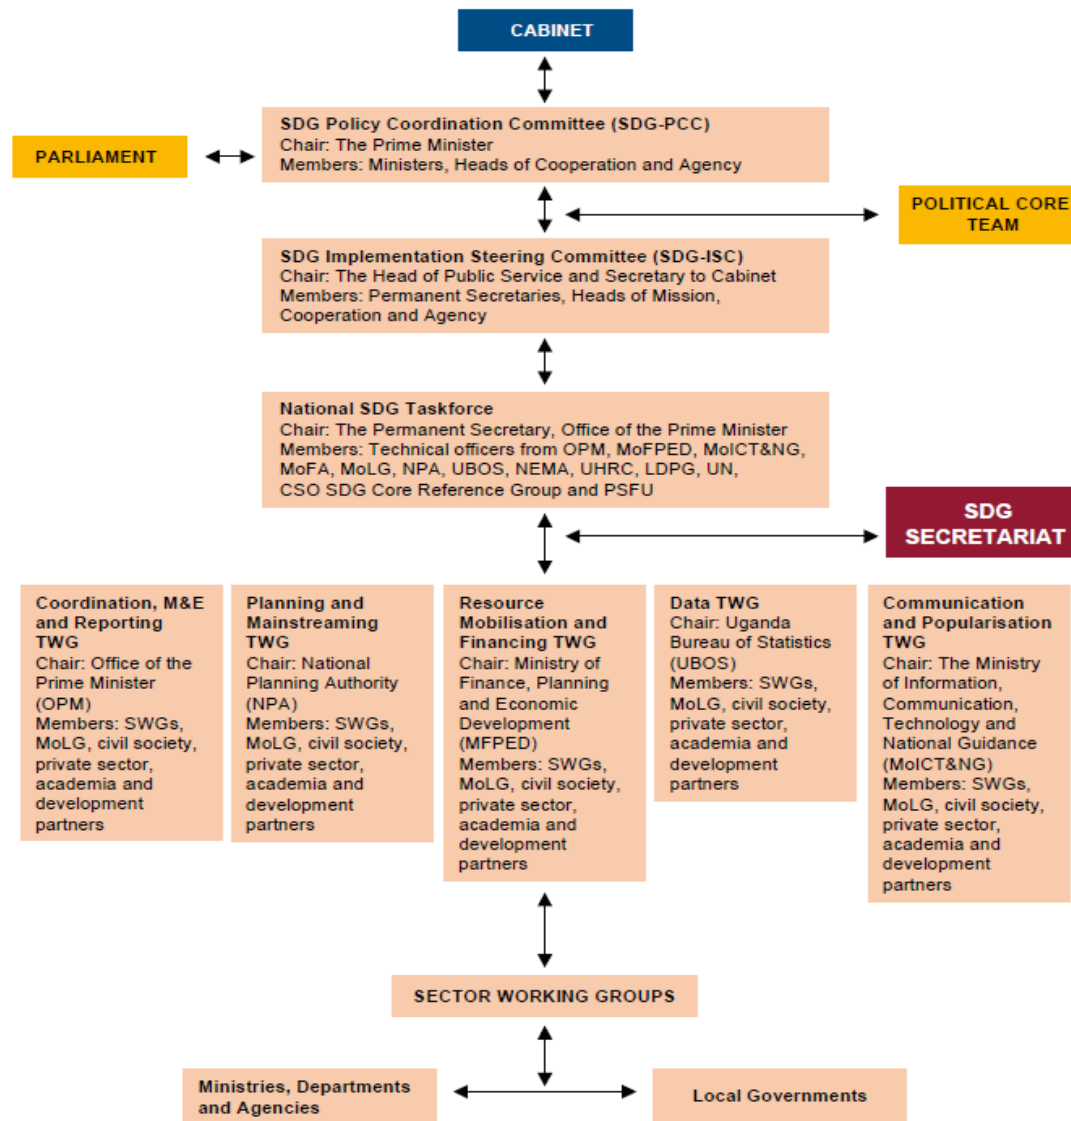 CABINET
SDG Policy Coordination Committee (SDG-PCC)
Chair: The Prime Minister
Members: Ministers, Heads of Cooperation and Agency
PARLIAMENT
POLITICAL CORE
TEAM
SDG Implementation Steering Committee (SDG-ISC)
Chair: The Head of Public Service and Secretary to Cabinet
Members: Permanent Secretaries, Heads of Mission,
Cooperation and Agency
National SDG Taskforce
Chair: The Permanent Secretary, Office of the Prime Minister
Members: Technical officers from OPM, MoFPED, MoICT&NG,
MoFA, MoLG, NPA, UBOS, NEMA, UHRC, LDPG, UN,
CSO SDG Core Reference Group and PSFU
SDG
SECRETARIAT
Coordination, M&E
and Reporting
TWG
Chair: Office of the
Prime Minister
(OPM)
Members: SWGs,
MoLG, civil society,
private sector,
academia and
development
partners
Planning and
Mainstreaming
TWG
Chair: National
Planning Authority
(NPA)
Members: SWGs,
MoLG, civil society,
private sector,
academia and
development
partners
Resource
Mobilisation and
Financing TWG
Chair: Ministry of
Finance, Planning
and Economic
Development
(MFPED)
Members: SWGs,
MoLG, civil society,
private sector,
academia and
development
partners
Data TWG
Chair: Uganda
Bureau of Statistics
(UBOS)
Members: SWGs,
MoLG, civil society,
private sector,
academia and
development
partners
Communication
and Popularisation
TWG
Chair: The Ministry
of Information,
Communication,
Technology and
National Guidance
(MoICT&NG)
Members: SWGs,
MoLG, civil society,
private sector,
academia and
development
partners
SECTOR WORKING GROUPS
Ministries, Departments
and Agencies
Local Governments